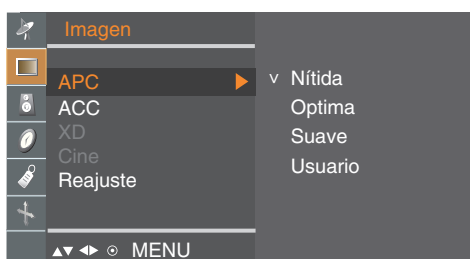 Imagen
APC
ACC
XD
Cine
Reajuste
v Nítida
Optima
Suave
Usuario
MENU